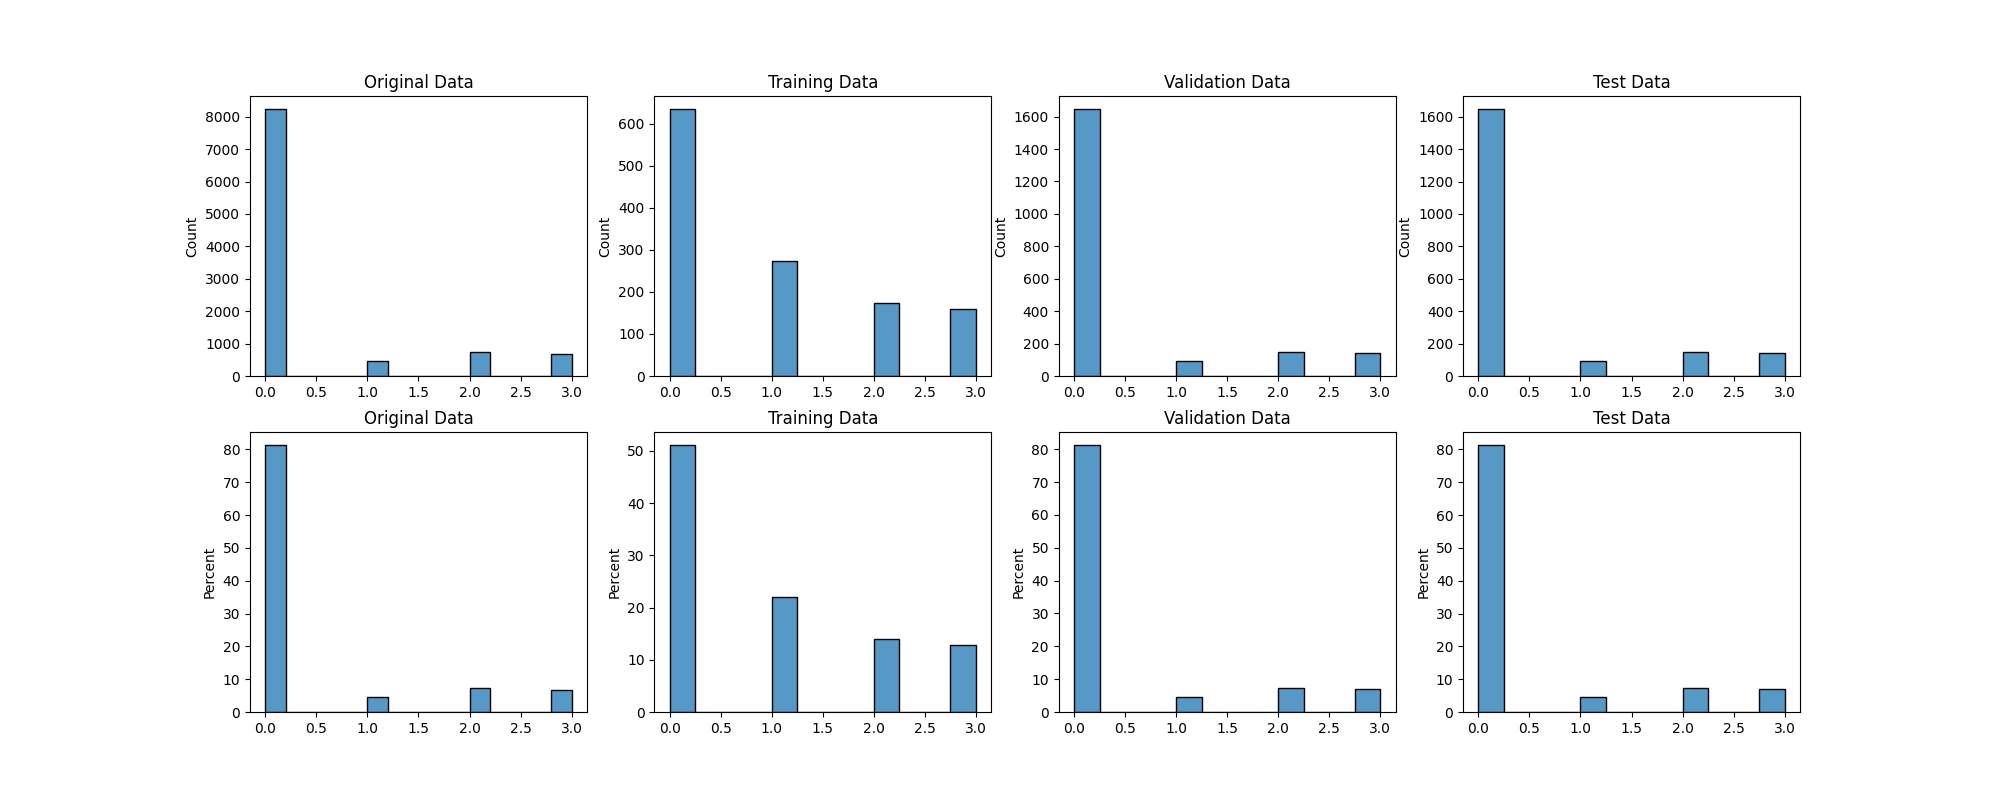 Original Data
Training Data
Validation Data
Test Data
Count
8000
7000
6000
5000
4000
3000
2000
1000
0
0.0 0.5 1.0 1.5 2.0 2.5 3.0
Count
600
500
400
300
200
100
0
0.0 0.5 1.0 1.5 2.0 2.5 3.0
Count
1600
1400
1200
1000
800
600
400
200
0
0.0 0.5 1.0 1.5 2.0 2.5 3.0
Count
1600
1400
1200
1000
800
600
400
200
0
0.0 0.5 1.0 1.5 2.0 2.5 3.0
Original Data
Training Data
Validation Data
Test Data
Percent
80
70
60
50
40
30
20
10
0
0.0 0.5 1.0 1.5 2.0 2.5 3.0
Percent
50
40
30
20
10
0
0.0 0.5 1.0 1.5 2.0 2.5 3.0
Percent
80
70
60
50
40
30
20
10
0
0.0 0.5 1.0 1.5 2.0 2.5 3.0
Percent
80
70
60
50
40
30
20
10
0
0.0 0.5 1.0 1.5 2.0 2.5 3.0